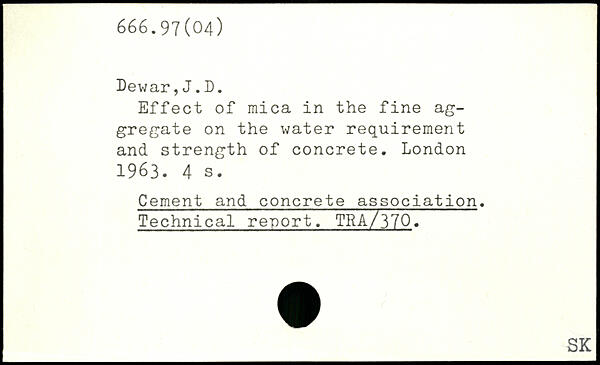 666.97(04)
Dewar,J.D.
Effect of mica in the fine ag-
gregate on the water requirement
and strength of concrete. London
1963. 4 s.
Cement and concrete association.
Technical report. TRA/370.
SK